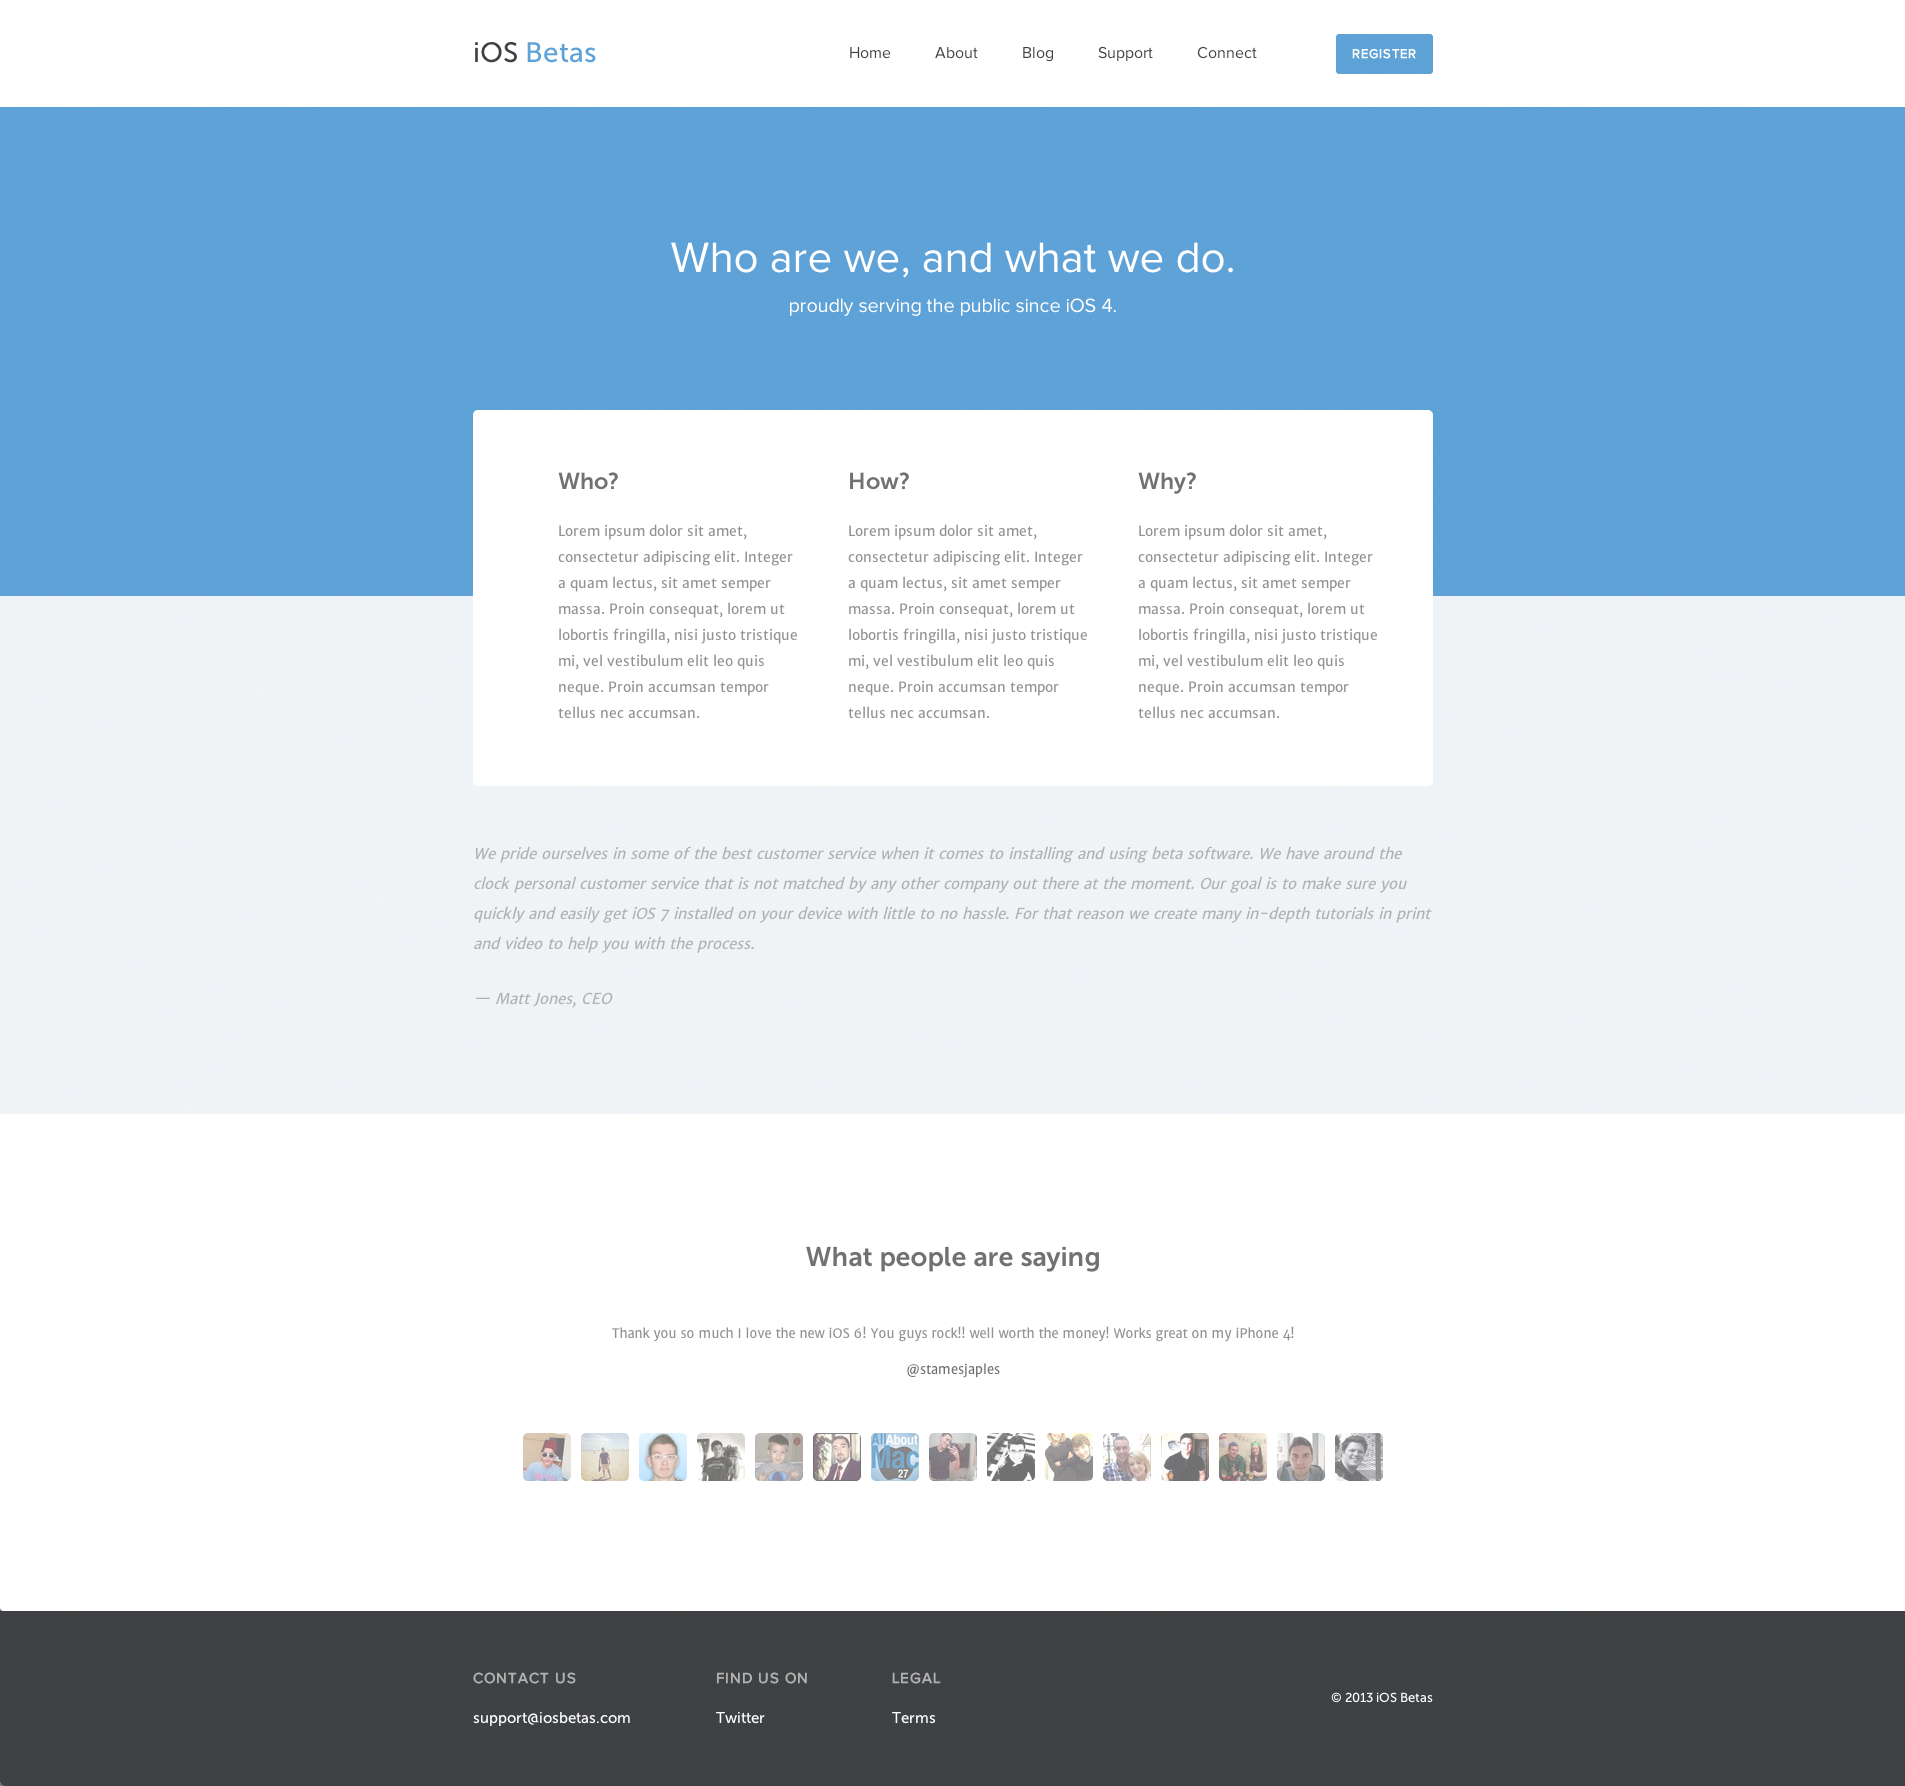 iOS Betas
Home About Blog Support Connect REGISTER
Who are we, and what we do.
proudly serving the public since iOS 4.
Who?
Lorem ipsum dolor sit amet,
consectetur adipiscing elit. Integer
a quam lectus, sit amet semper
massa. Proin consequat, lorem ut
lobortis fringilla, nisi justo tristique
mi, vel vestibulum elit leo quis
neque. Proin accumsan tempor
tellus nec accumsan.
How?
Lorem ipsum dolor sit amet,
consectetur adipiscing elit. Integer
a quam lectus, sit amet semper
massa. Proin consequat, lorem ut
lobortis fringilla, nisi justo tristique
mi, vel vestibulum elit leo quis
neque. Proin accumsan tempor
tellus nec accumsan.
Why?
Lorem ipsum dolor sit amet,
consectetur adipiscing elit. Integer
a quam lectus, sit amet semper
massa. Proin consequat, lorem ut
lobortis fringilla, nisi justo tristique
mi, vel vestibulum elit leo quis
neque. Proin accumsan tempor
tellus nec accumsan.
We pride ourselves in some of the best customer service when it comes to installing and using beta software. We have around the
clock personal customer service that is not matched by any other company out there at the moment. Our goal is to make sure you
quickly and easily get iOS 7 installed on your device with little to no hassle. For that reason we create many in-depth tutorials in print
and video to help you with the process.
— Matt Jones, CEO
What people are saying
Thank you so much I love the new iOS 6! You guys rock!! well worth the money! Works great on my iPhone 4!
@stamesjaples
All About
Mac
27
CONTACT US
support@iosbetas.com
FIND US ON
Twitter
LEGAL
Terms
© 2013 iOS Betas